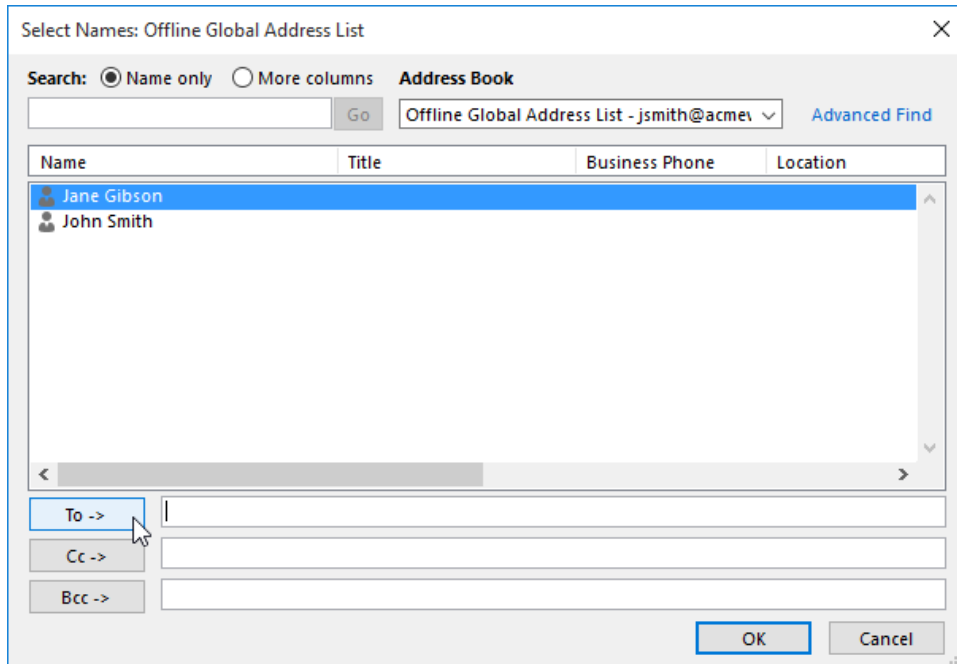 Select Names: Offline Global Address List
Search: Name only More columns Address Book
Go Offline Global Address List - jsmith@acmev Advanced Find
Name Title Business Phone Location
Jane Gibson
John Smith
To ->
Cc ->
Bcc ->
OK Cancel